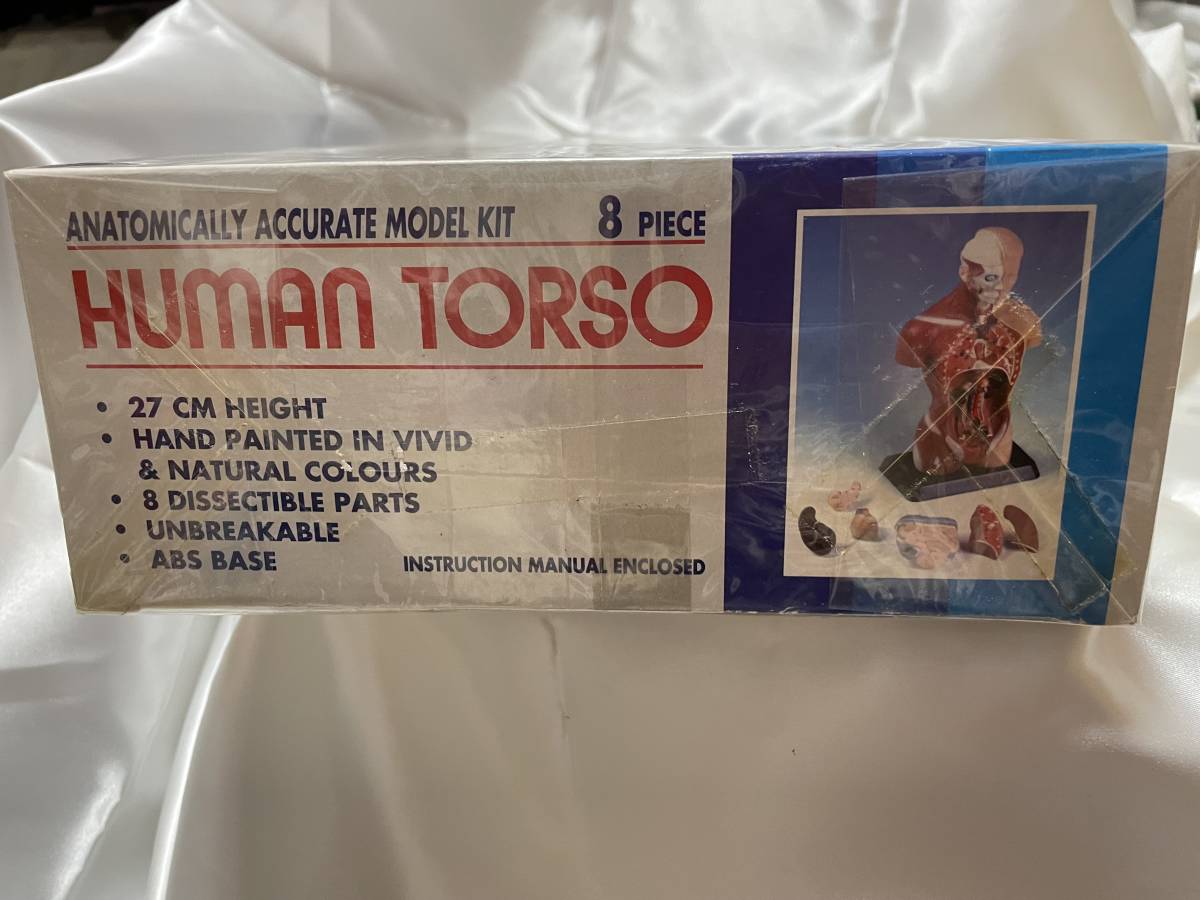 ANATOMICALLY ACCURATE MODEL KIT 8 PIECE
HUMAN TORSO
• 27 CM HEIGHT
• HAND PAINTED IN VIVID
& NATURAL COLOURS
• 8 DISSECTIBLE PARTS
• UNBREAKABLE
• ABS BASE INSTRUCTION MANUAL ENCLOSED